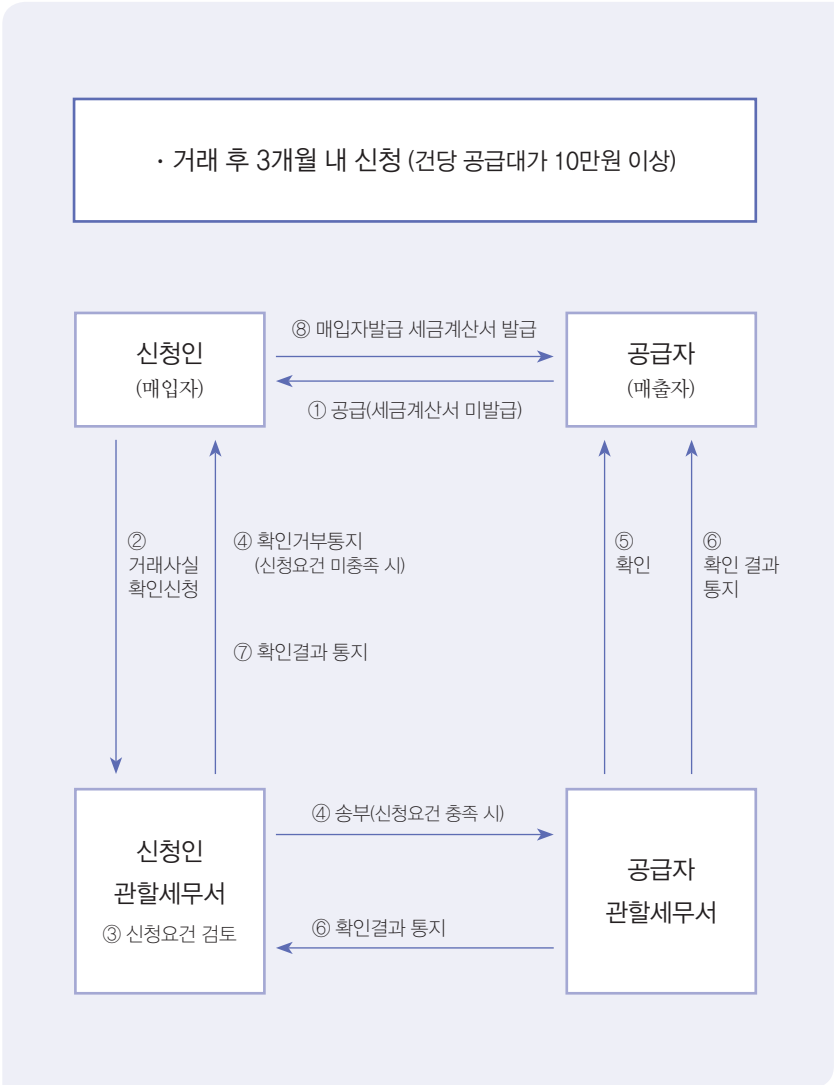 · 거래 후 3개월 내 신청 (건당 공급대가 10만원 이상)
신청인
(매입자)
⑧ 매입자발급 세금계산서 발급
① 공급(세금계산서 미발급)
공급자
(매출자)
②
거래사실
확인신청
④ 확인거부통지
(신청요건 미충족 시)
⑦ 확인결과 통지
⑤
확인
⑥
확인 결과
통지
신청인
관할세무서
③ 신청요건 검토
④ 송부(신청요건 충족 시)
⑥ 확인결과 통지
공급자
관할세무서